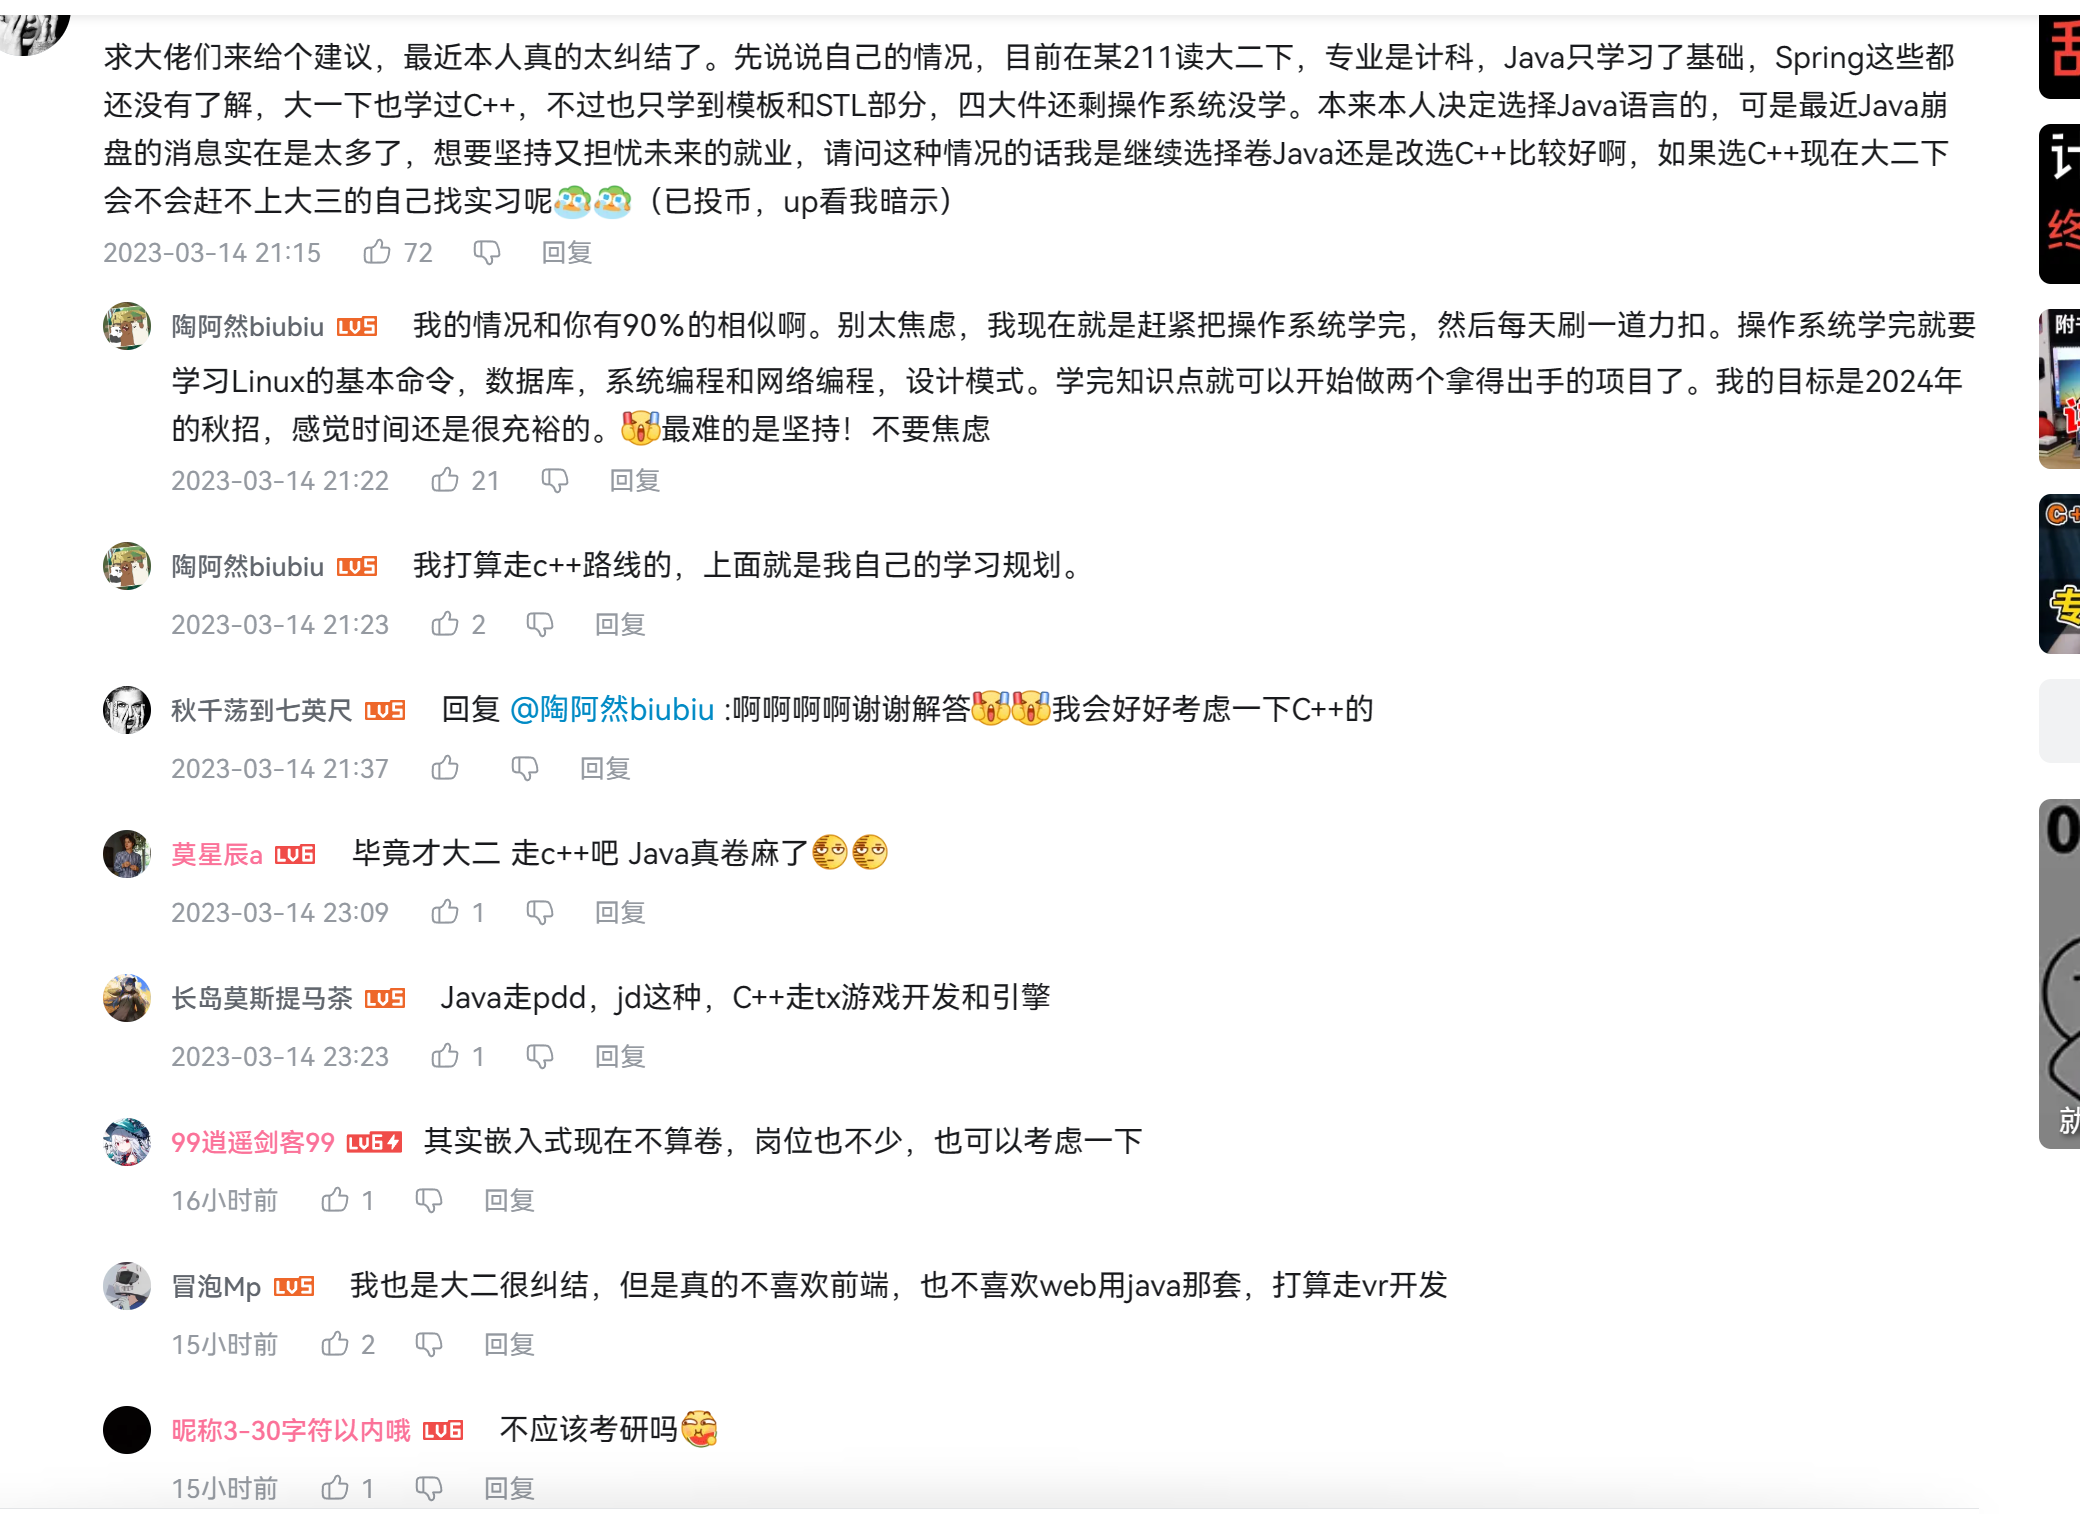 求大佬们来给个建议，最近本人真的太纠结了。先说说自己的情况，目前在某211读大二下，专业是计科，Java只学习了基础，Spring这些都
还没有了解，大一下也学过C++，不过也只学到模板和STL部分，四大件还剩操作系统没学。本来本人决定选择Java语言的，可是最近Java崩
盘的消息实在是太多了，想要坚持又担忧未来的就业，请问这种情况的话我是继续选择卷Java还是改选C++比较好啊，如果选C++现在大二下
会不会赶不上大三的自己找实习呢（已投币，up看我暗示）
2023-03-14 21:15 72 回复
陶阿然biubiu LV5 我的情况和你有90%的相似啊。别太焦虑，我现在就是赶紧把操作系统学完，然后每天刷一道力扣。操作系统学完就要
学习Linux的基本命令，数据库，系统编程和网络编程，设计模式。学完知识点就可以开始做两个拿得出手的项目了。我的目标是2024年
的秋招，感觉时间还是很充裕的。最难的是坚持！不要焦虑
2023-03-14 21:22 21 回复
陶阿然biubiu LV5 我打算走c++路线的，上面就是我自己的学习规划。
2023-03-14 21:23 2 回复
秋千荡到七英尺 LV5 回复 @陶阿然biubiu :啊啊啊啊谢谢解答我会好好考虑一下C++的
2023-03-14 21:37 回复
莫星辰a LV6 毕竟才大二 走c++吧 Java真卷麻了
2023-03-14 23:09 1 回复
长岛莫斯提马茶 LV5 Java走pdd，jd这种，C++走tx游戏开发和引擎
2023-03-14 23:23 1 回复
99逍遥剑客99 LV6 其实嵌入式现在不算卷，岗位也不少，也可以考虑一下
16小时前 1 回复
冒泡Mp LV5 我也是大二很纠结，但是真的不喜欢前端，也不喜欢web用java那套，打算走vr开发
15小时前 2 回复
昵称3-30字符以内哦 LV6 不应该考研吗
15小时前 1 回复
终
附
C+
专
0
就